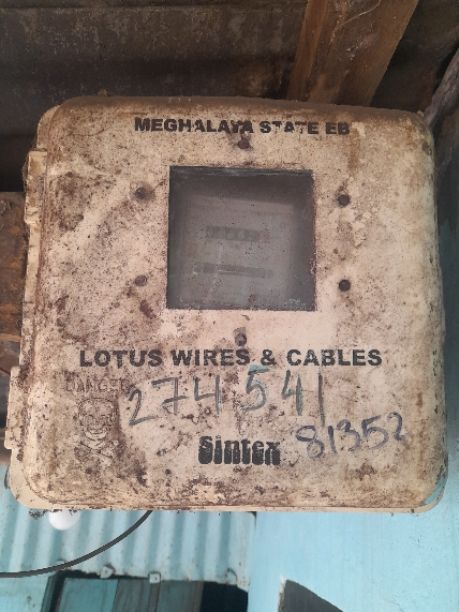 MEGHALAYA STATE EB
LOTUS WIRES & CABLES
DANGER
274541
81352
Sintex